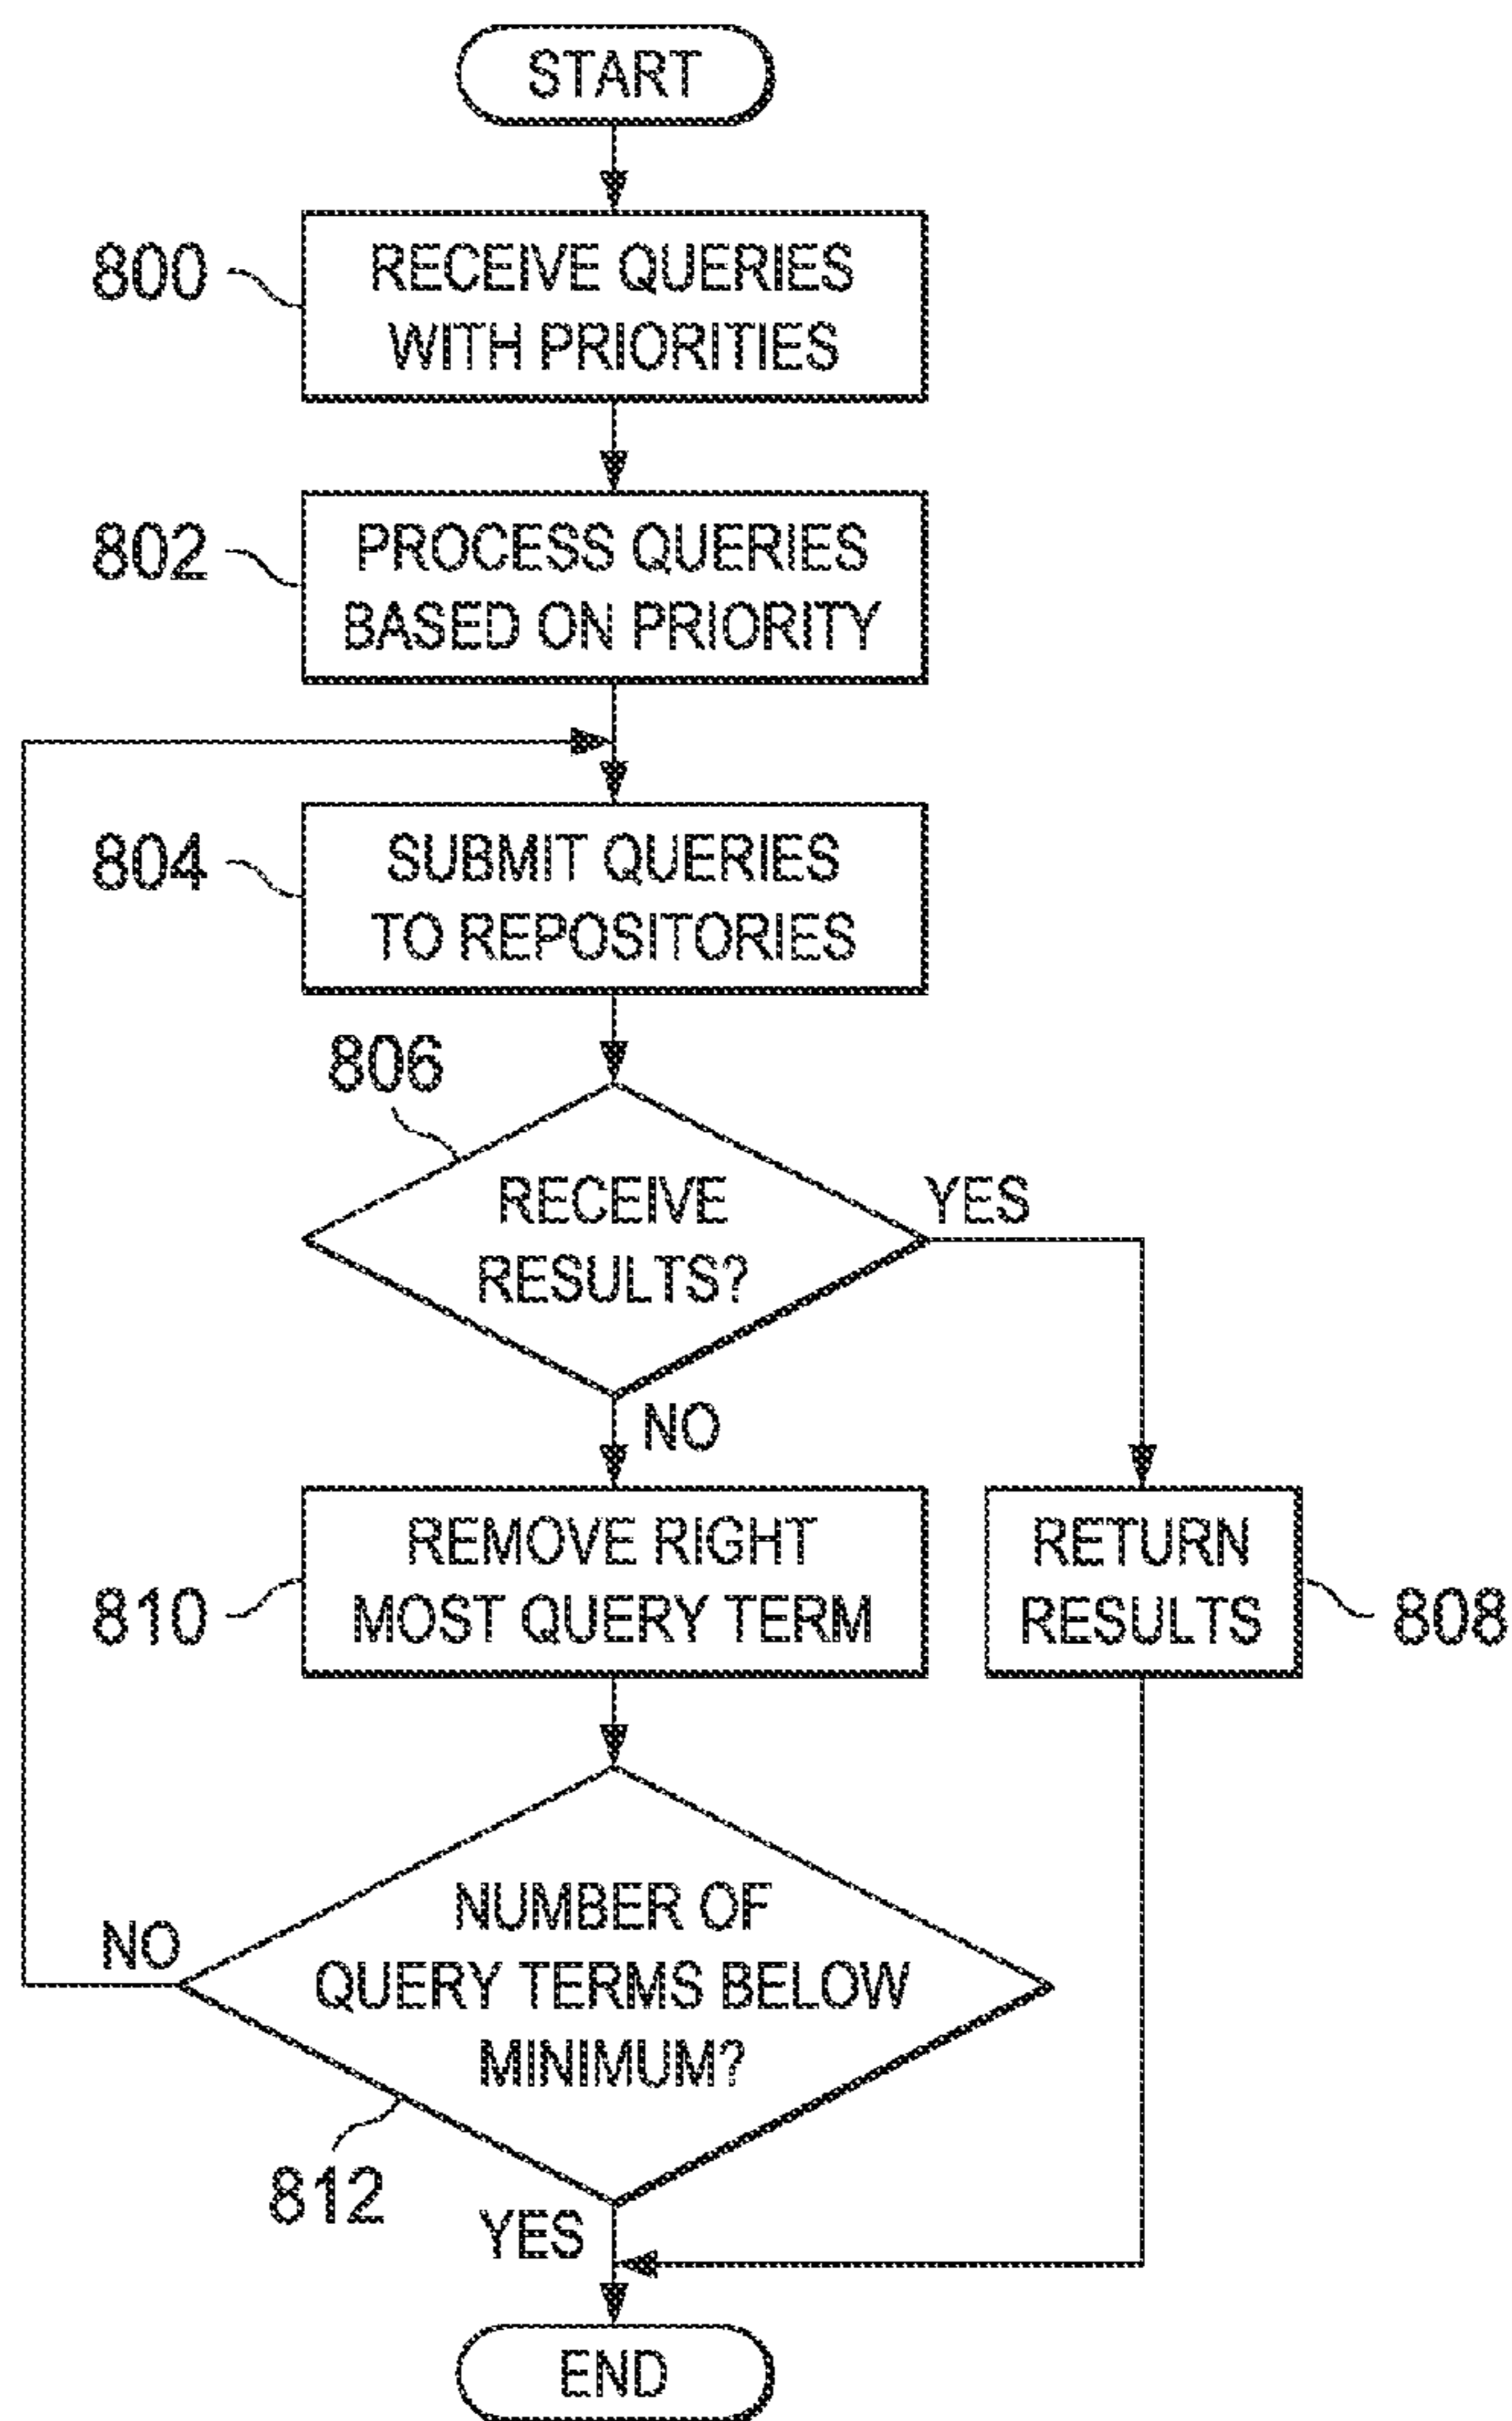 START
800
RECEIVE QUERIES
WITH PRIORITIES
802
PROCESS QUERIES
BASED ON PRIORITY
804
SUBMIT QUERIES
TO REPOSITORIES
806
RECEIVE
RESULTS?
YES
NO
810
REMOVE RIGHT
MOST QUERY TERM
RETURN
RESULTS
808
NO
NUMBER OF
QUERY TERMS BELOW
MINIMUM?
812
YES
END